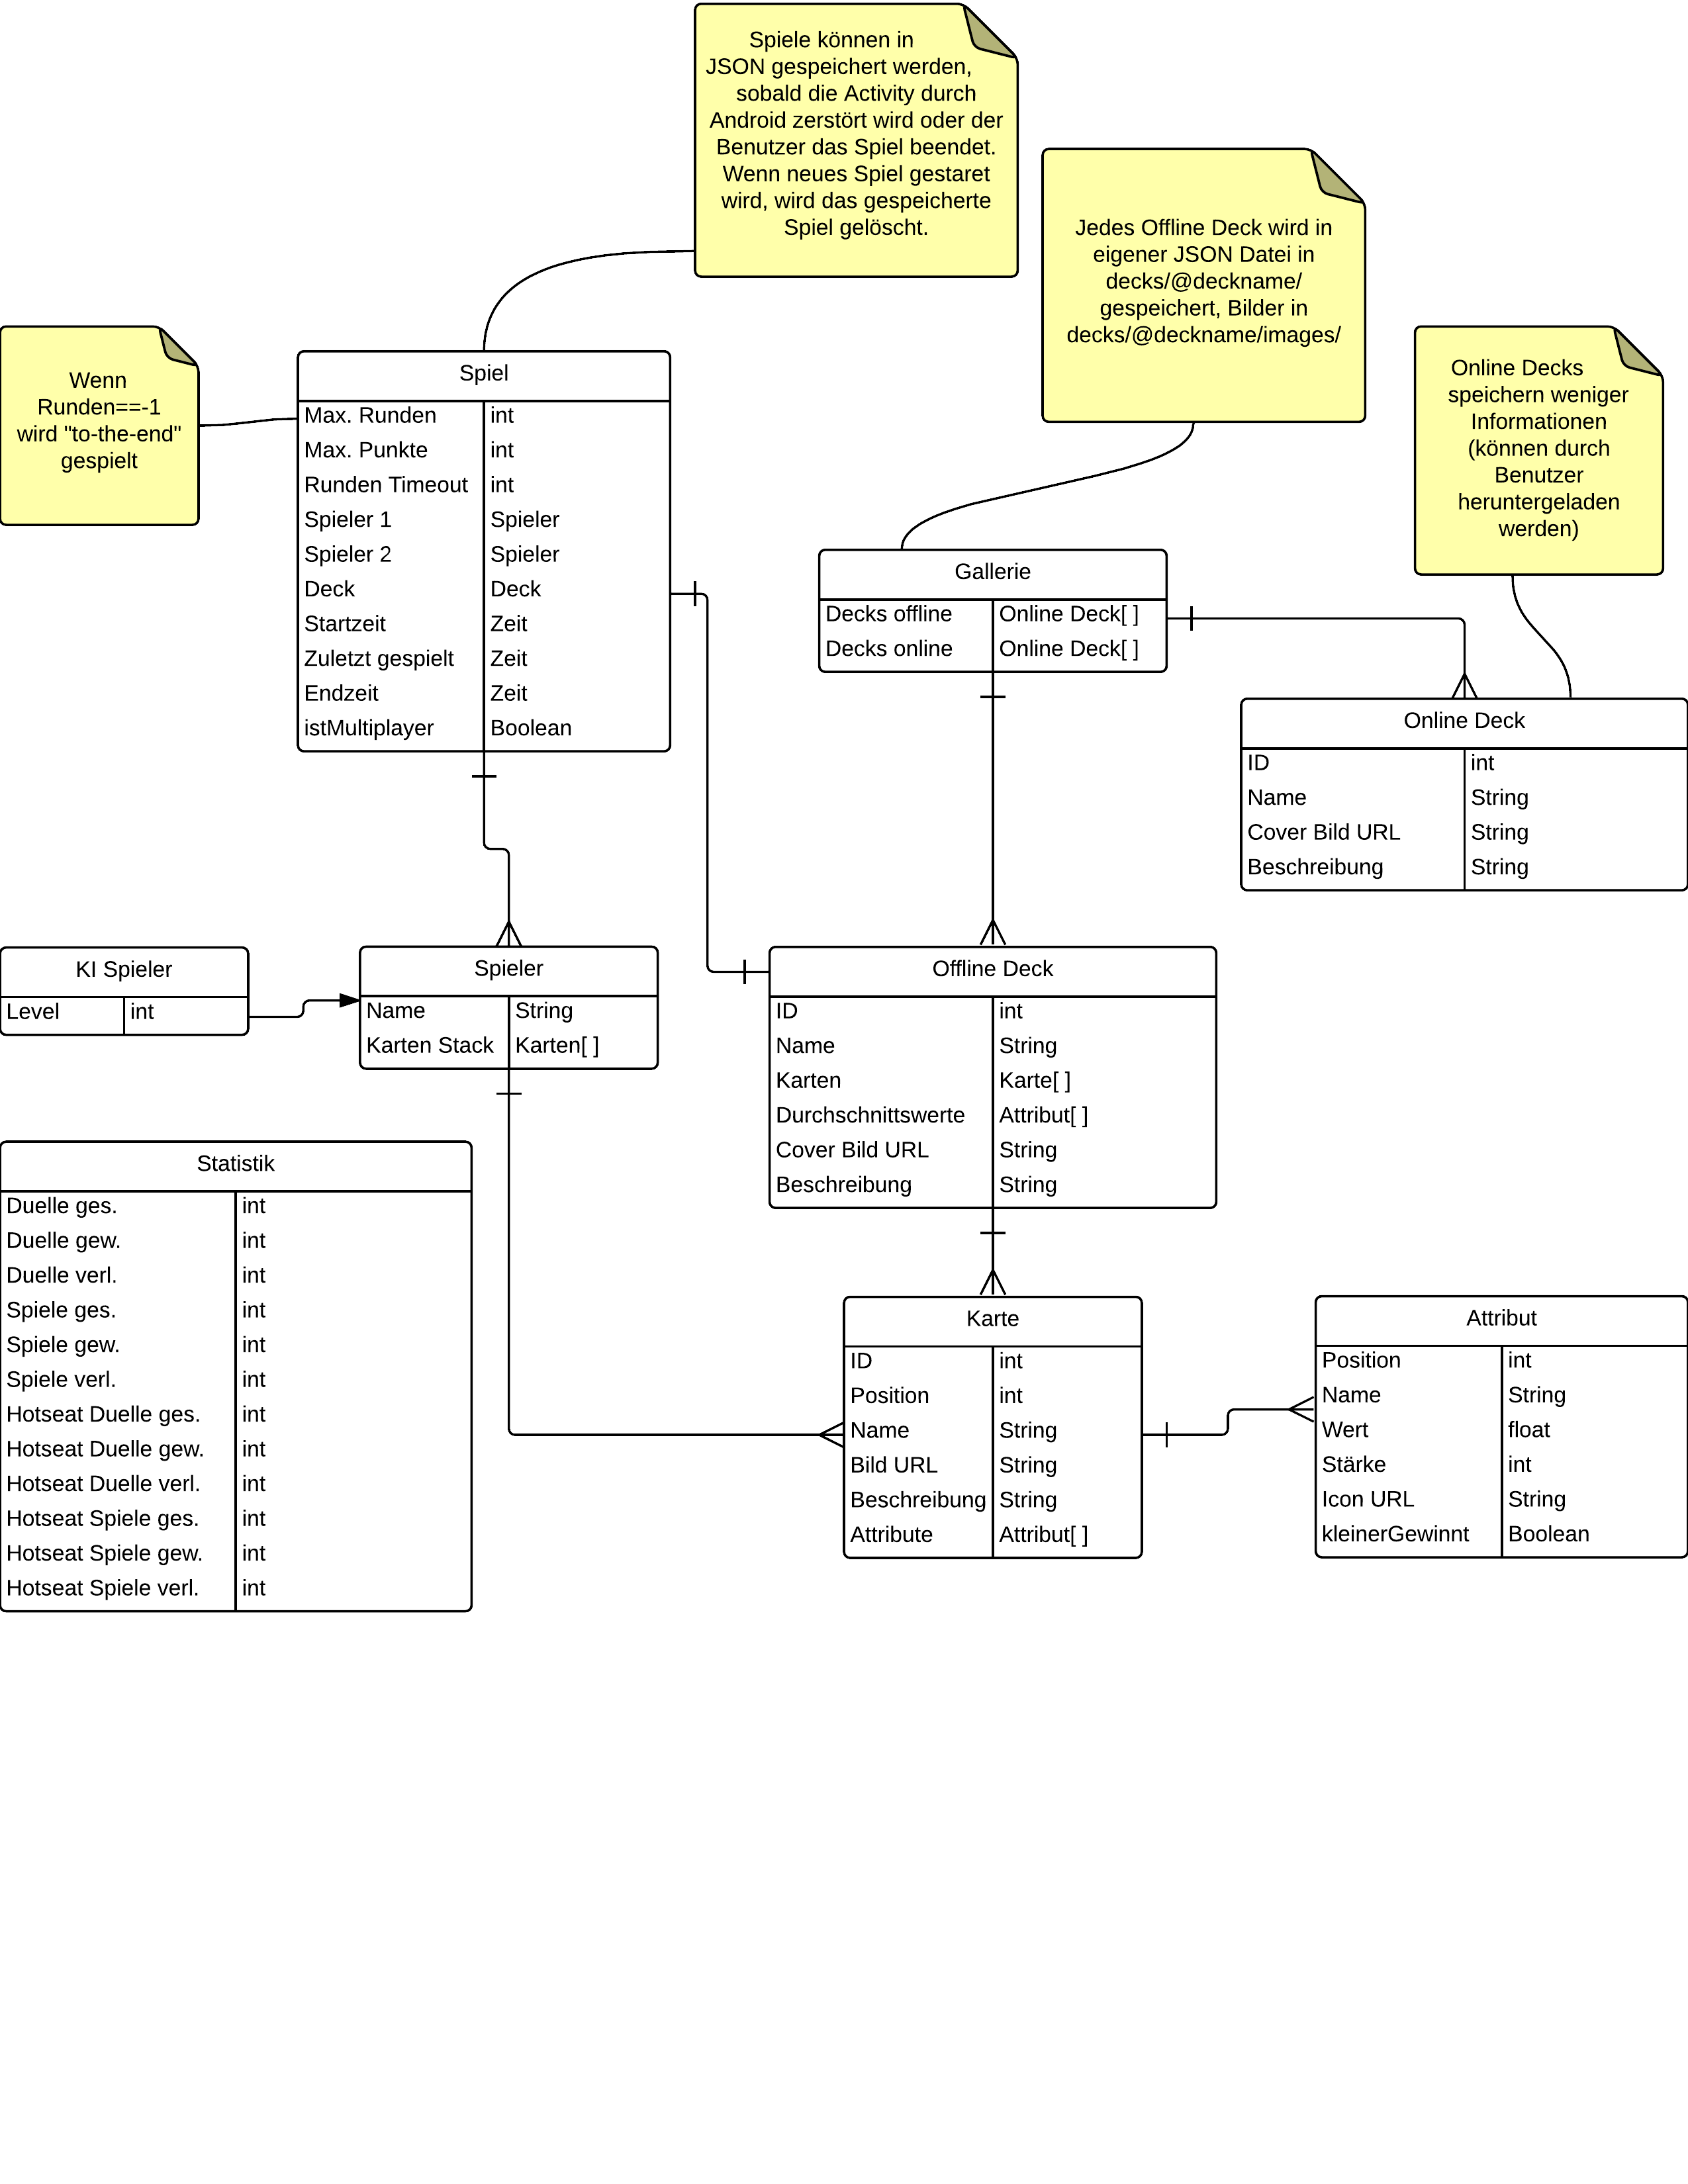 Spiele können in
JSON gespeichert werden,
sobald die Activity durch
Android zerstört wird oder der
Benutzer das Spiel beendet.
Wenn neues Spiel gestaret
wird, wird das gespeicherte
Spiel gelöscht.
Jedes Offline Deck wird in
eigener JSON Datei in
decks/@deckname/
gespeichert, Bilder in
decks/@deckname/images/
Wenn
Runden==-1
wird "to-the-end"
gespielt
Online Decks
speichern weniger
Informationen
(können durch
Benutzer
heruntergeladen
werden)
Spiel
Max. Runden int
Max. Punkte int
Runden Timeout int
Spieler 1 Spieler
Spieler 2 Spieler
Deck Deck
Startzeit Zeit
Zuletzt gespielt Zeit
Endzeit Zeit
istMultiplayer Boolean
Gallerie
Decks offline Online Deck[ ]
Decks online Online Deck[ ]
Online Deck
ID int
Name String
Cover Bild URL String
Beschreibung String
KI Spieler
Level int
Spieler
Name String
Karten Stack Karten[ ]
Offline Deck
ID int
Name String
Karten Karte[ ]
Durchschnittswerte Attribut[ ]
Cover Bild URL String
Beschreibung String
Statistik
Duelle ges. int
Duelle gew. int
Duelle verl. int
Spiele ges. int
Spiele gew. int
Spiele verl. int
Hotseat Duelle ges. int
Hotseat Duelle gew. int
Hotseat Duelle verl. int
Hotseat Spiele ges. int
Hotseat Spiele gew. int
Hotseat Spiele verl. int
Karte
ID int
Position int
Name String
Bild URL String
Beschreibung String
Attribute Attribut[ ]
Attribut
Position int
Name String
Wert float
Stärke int
Icon URL String
kleinerGewinnt Boolean